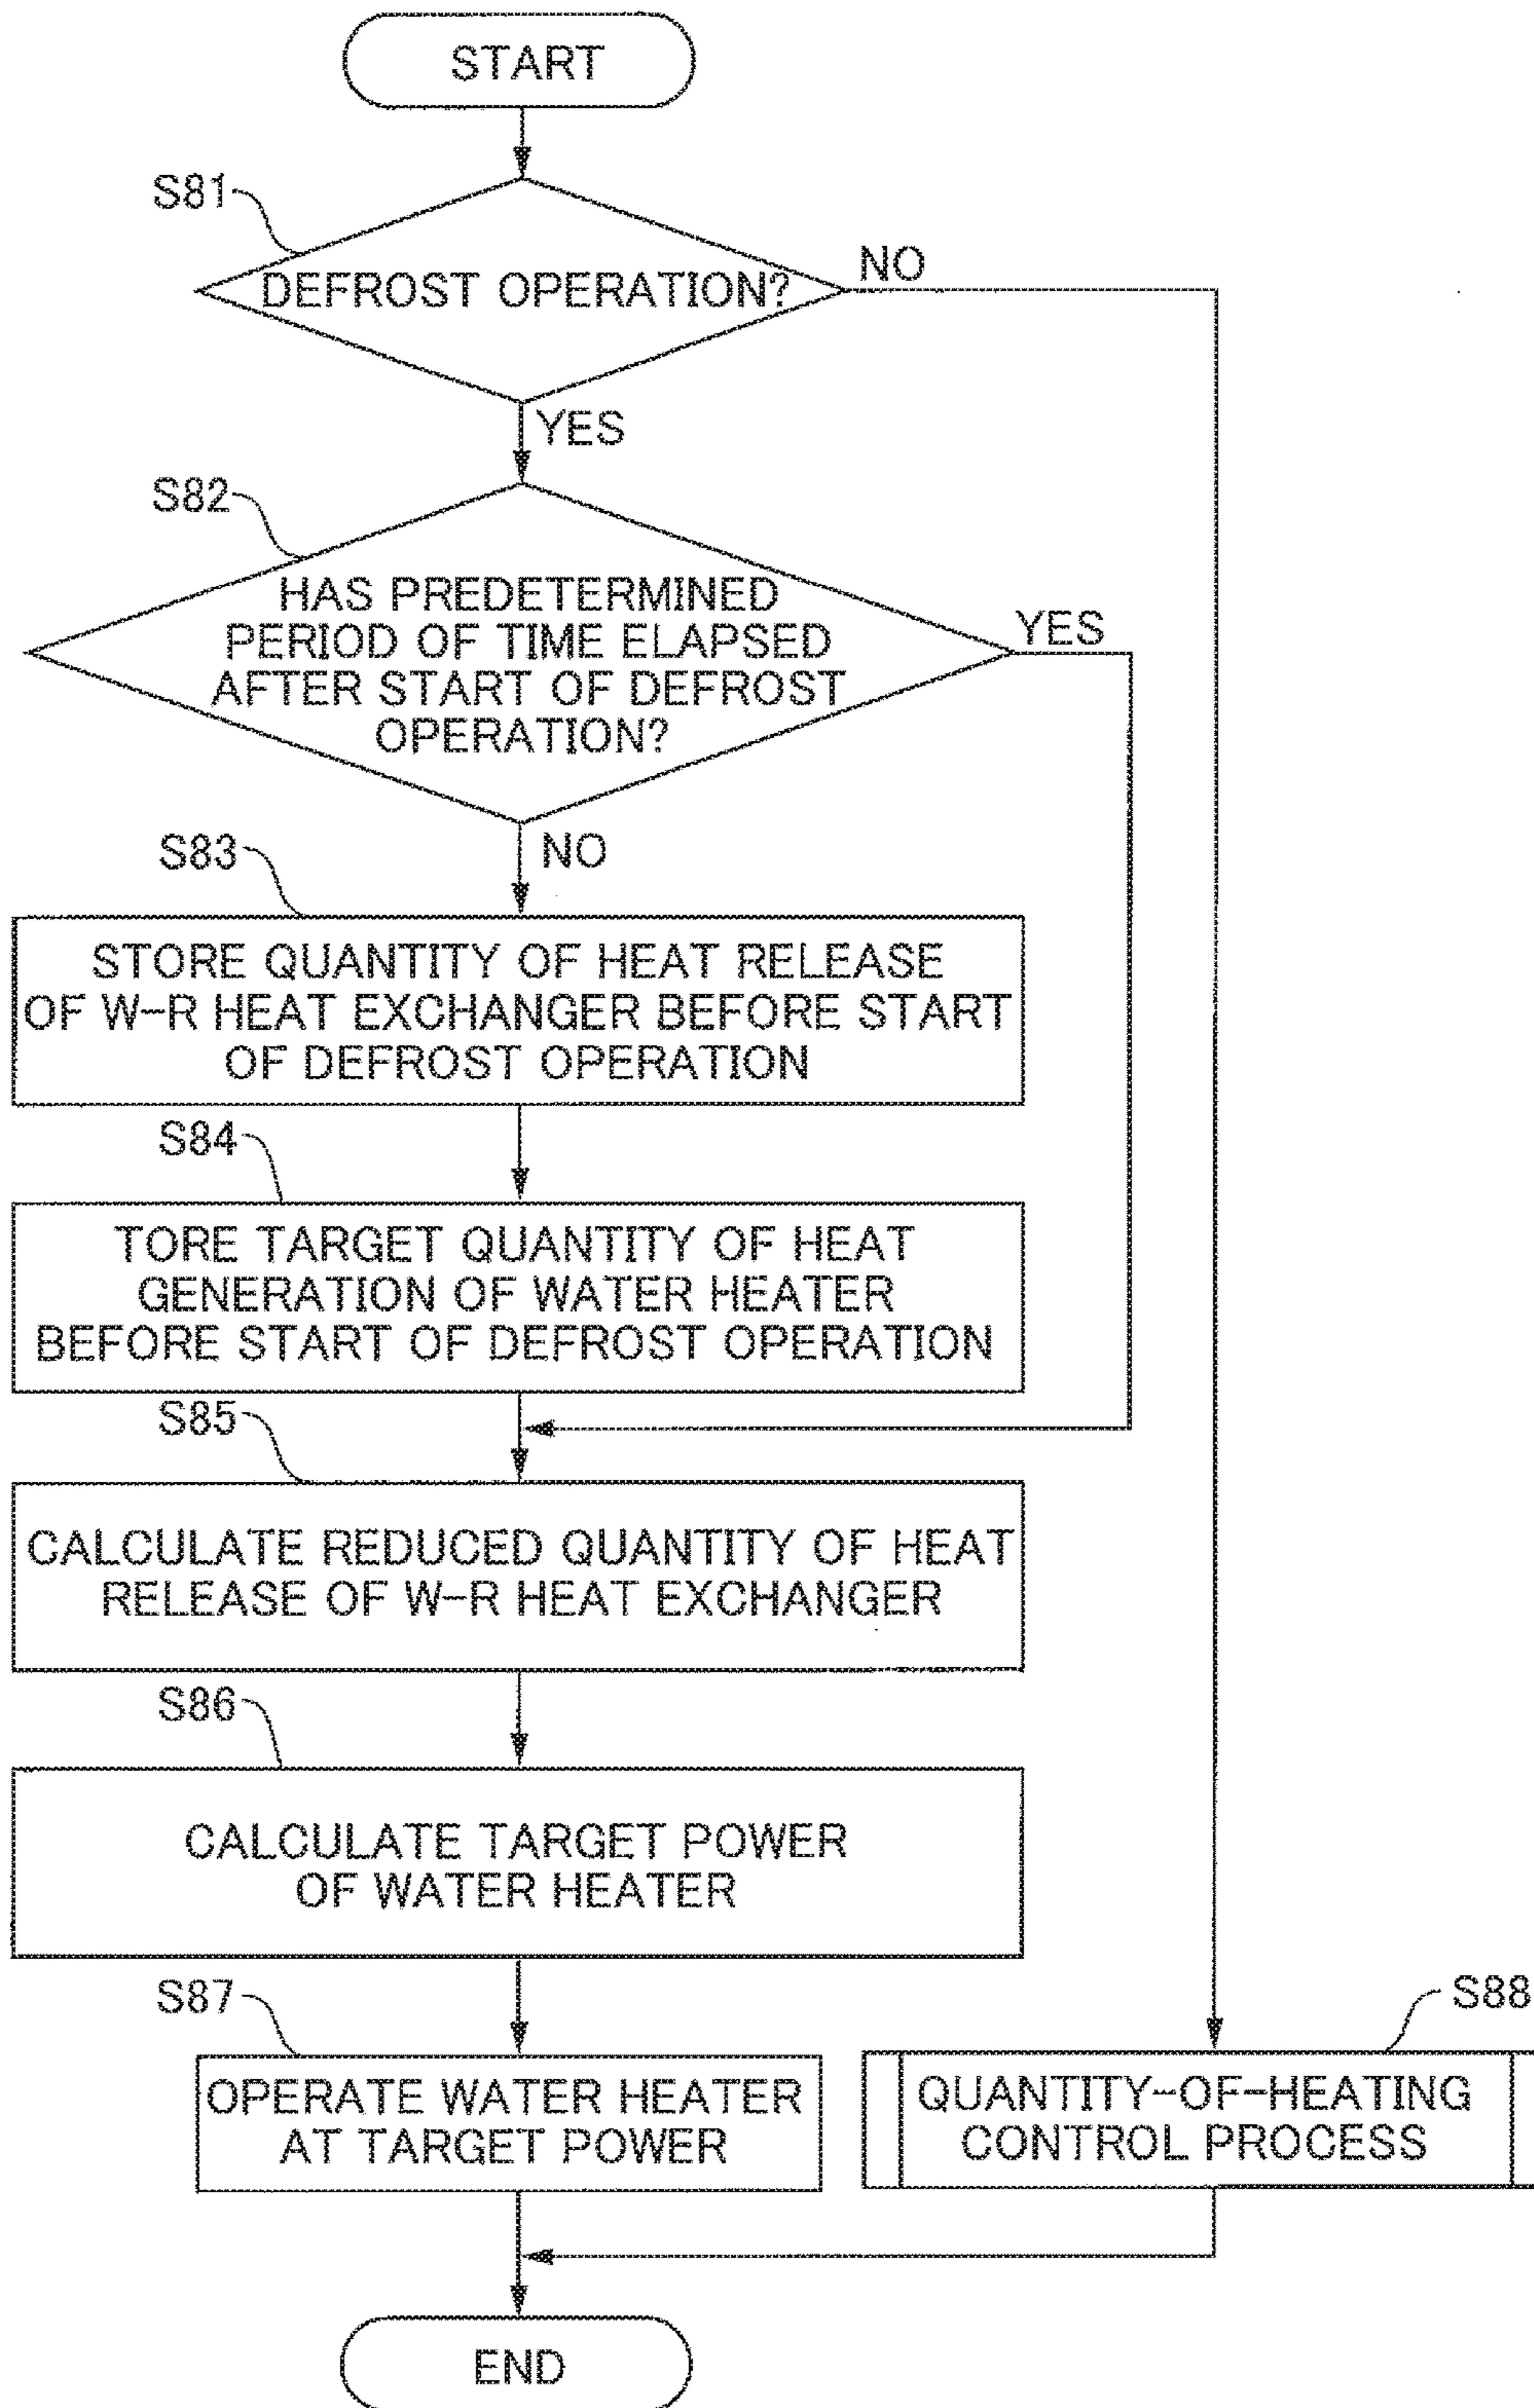 START
S81
DEFROST OPERATION?
NO
YES
S82
HAS PREDETERMINED
PERIOD OF TIME ELAPSED
AFTER START OF DEFROST
OPERATION?
YES
NO
S83
STORE QUANTITY OF HEAT RELEASE
OF W-R HEAT EXCHANGER BEFORE START
OF DEFROST OPERATION
S84
TORE TARGET QUANTITY OF HEAT
GENERATION OF WATER HEATER
BEFORE START OF DEFROST OPERATION
S85
CALCULATE REDUCED QUANTITY OF HEAT
RELEASE OF W-R HEAT EXCHANGER
S86
CALCULATE TARGET POWER
OF WATER HEATER
S87
OPERATE WATER HEATER
AT TARGET POWER
S88
QUANTITY-OF-HEATING
CONTROL PROCESS
END